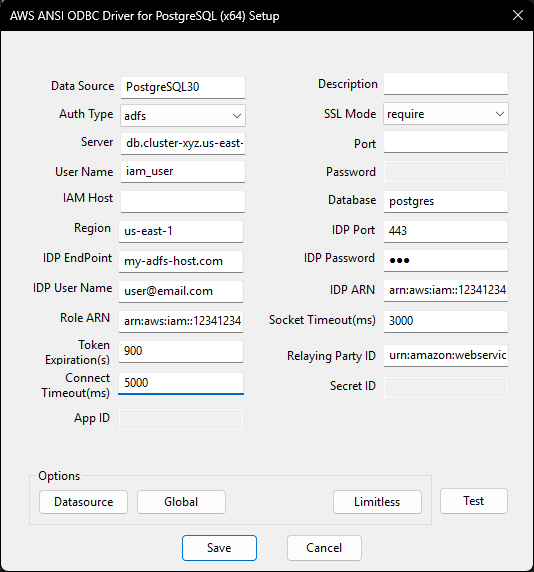 AWS ANSI ODBC Driver for PostgreSQL (x64) Setup
Data Source PostgreSQL30 Description
Auth Type adfs SSL Mode require
Server db.cluster-xyz.us-east- Port
User Name iam_user Password
IAM Host Database postgres
Region us-east-1 IDP Port 443
IDP EndPoint my-adfs-host.com IDP Password ●●●
IDP User Name user@email.com IDP ARN arn:aws:iam::12341234
Role ARN arn:aws:iam::12341234 Socket Timeout(ms) 3000
Token
Expiration(s) 900 Relaying Party ID urn:amazon:webservic
Connect
Timeout(ms) 5000 Secret ID
App ID
Options
Datasource Global Limitless Test
Save Cancel